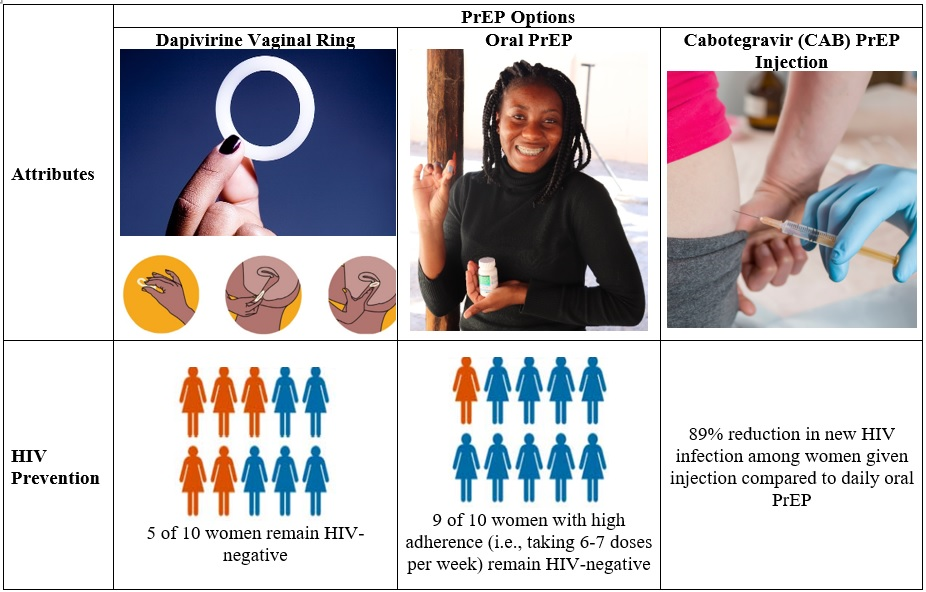 PrEP Options
Dapivirine Vaginal Ring
Oral PrEP
Cabotegravir (CAB) PrEP
Injection
Attributes
HIV
Prevention
5 of 10 women remain HIV-
negative
9 of 10 women with high
adherence (i.e., taking 6-7 doses
per week) remain HIV-negative
89% reduction in new HIV
infection among women given
injection compared to daily oral
PrEP